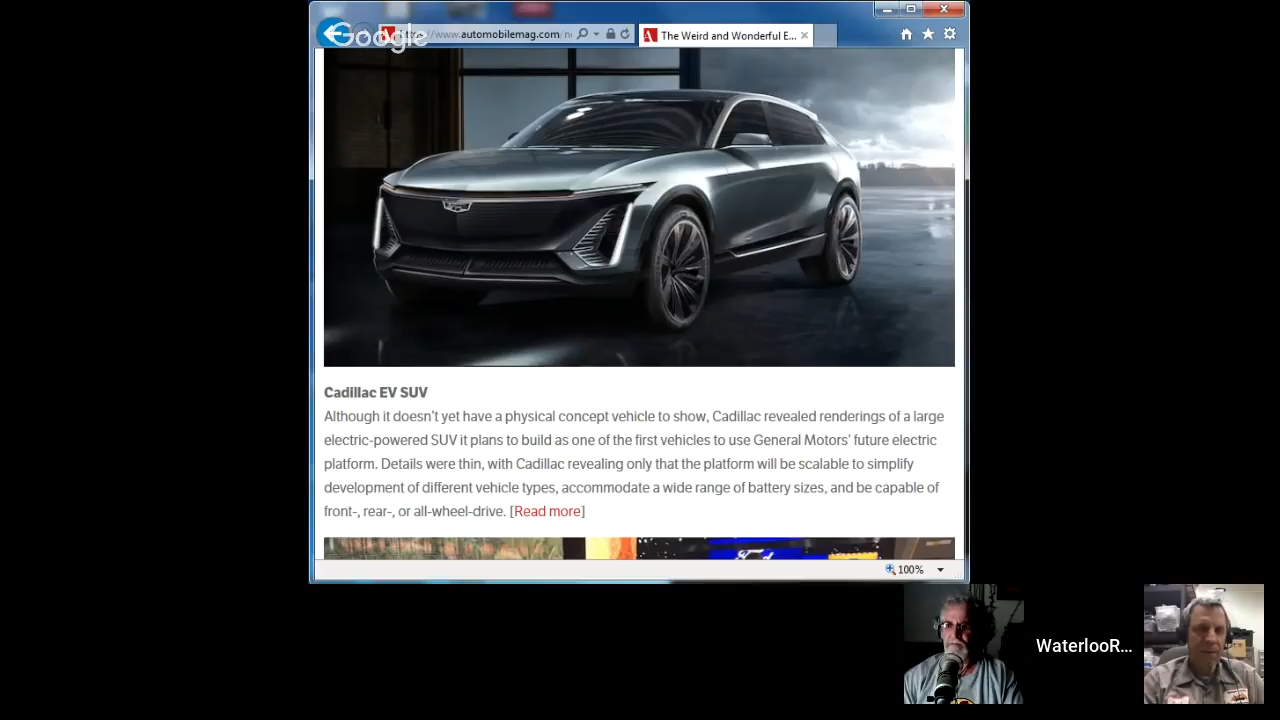 Google
https://www.automobilemag.com/n
The Weird and Wonderful E...
Cadillac EV SUV
Although it doesn't yet have a physical concept vehicle to show, Cadillac revealed renderings of a large
electric-powered SUV it plans to build as one of the first vehicles to use General Motors' future electric
platform. Details were thin, with Cadillac revealing only that the platform will be scalable to simplify
development of different vehicle types, accommodate a wide range of battery sizes, and be capable of
front-, rear-, or all-wheel-drive. [Read more]
100%
WaterlooR...